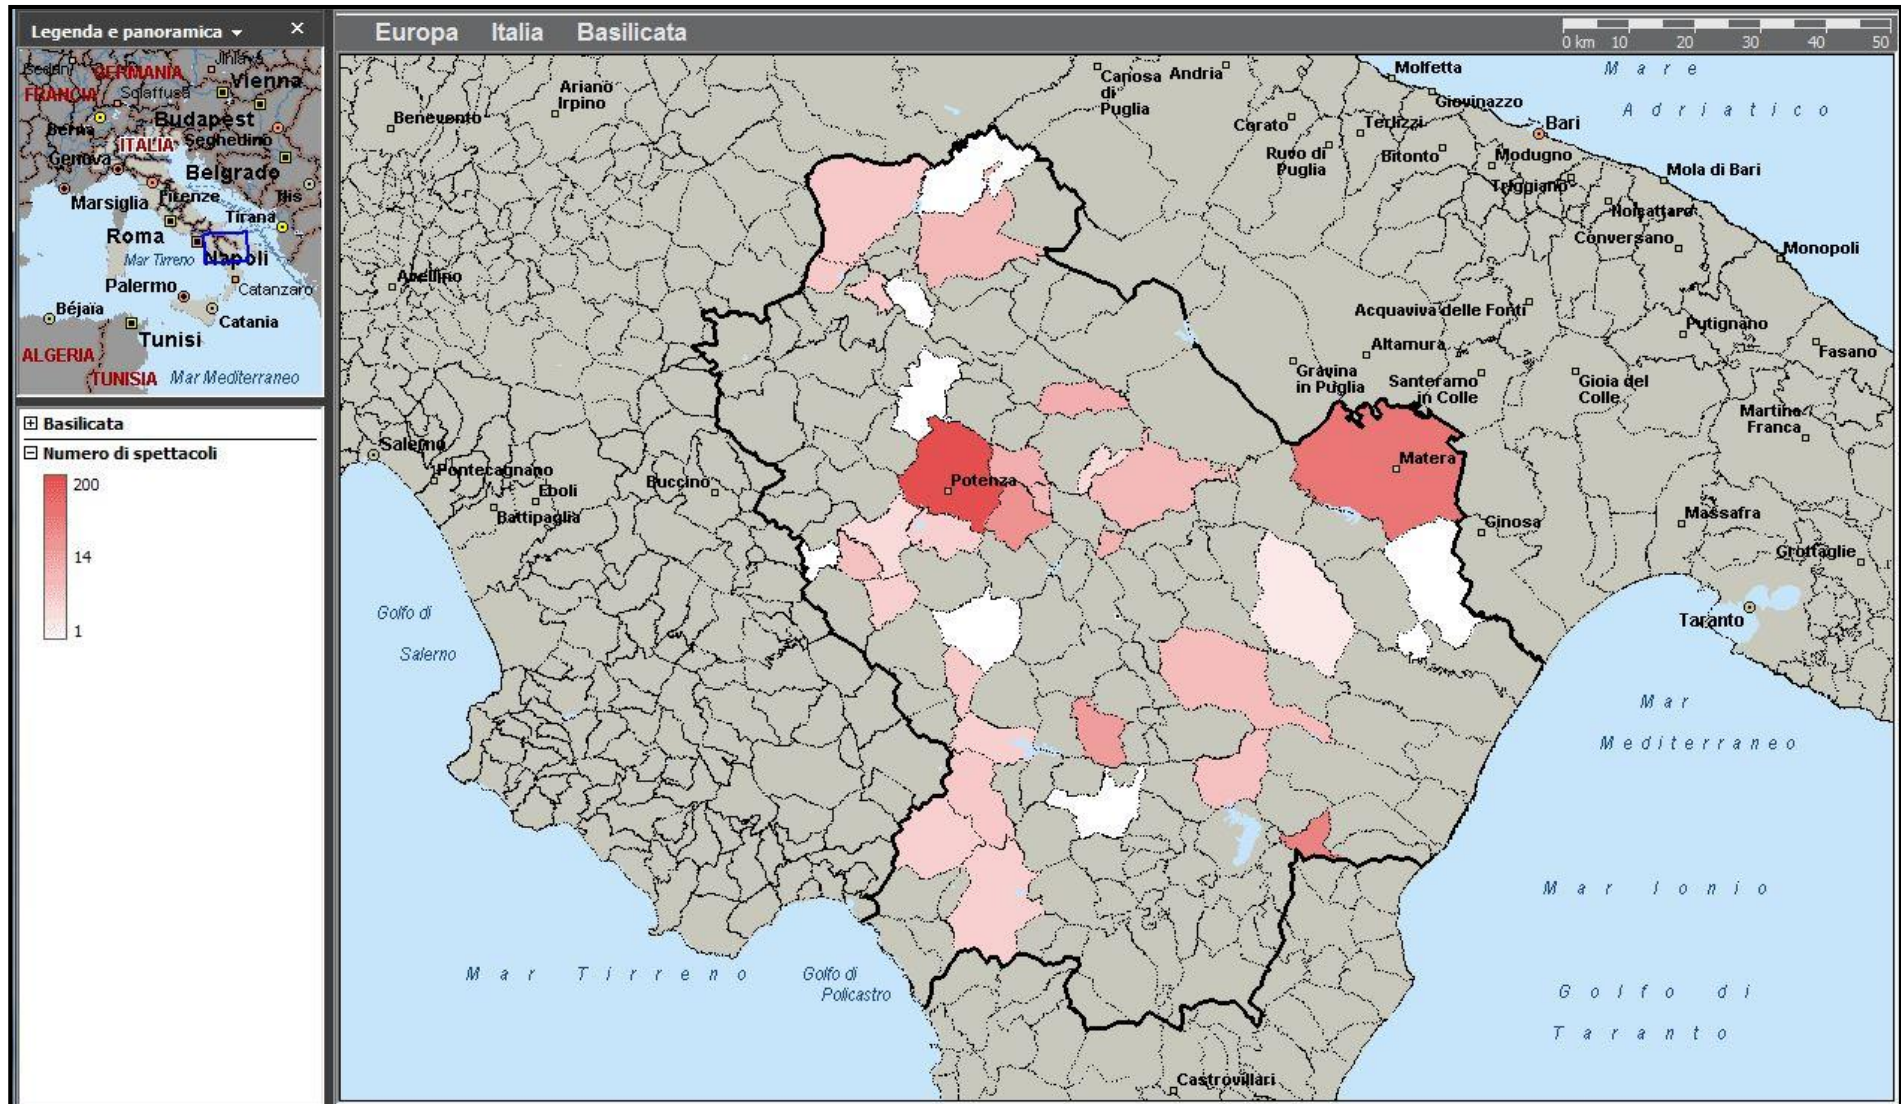 Legenda e panoramica
Europa Italia Basilicata
0 km 10 20 30 40 50
GERMANIA
FRANCIA
Sciaffusa
Vienna
Berna
Budapest
ITALIA
Seghedino
Genova
Belgrado
Marsiglia
Firenze
Nis
Tirana
Roma
Mar Tirreno
Napoli
Palermo
Catanzaro
Béjaïa
Catania
Tunisi
ALGERIA
TUNISIA
Mar Mediterraneo
Basilicata
Numero di spettacoli
200
14
1
Benevento
Ariano
Irpino
Canosa
di
Puglia
Andria
Molfetta
Giovinazzo
Mare
Adriatico
Corato
Terlizzi
Bari
Ruvo di
Puglia
Bitonto
Modugno
Mola di Bari
Triggiano
Noicattaro
Conversano
Monopoli
Avellino
Acquaviva delle Fonti
Putignano
Altamura
Fasano
Gravina
in Puglia
Santeramo
in Colle
Gioia del
Colle
Martina
Franca
Salerno
Matera
Pontecagnano
Eboli
Buccino
Potenza
Battipaglia
Ginosa
Massafra
Grottaglie
Golfo di
Salerno
Taranto
Mar
Mediterraneo
Mar Ionio
Mar Tirreno
Golfo di
Policastro
Golfo di
Taranto
Castrovillari